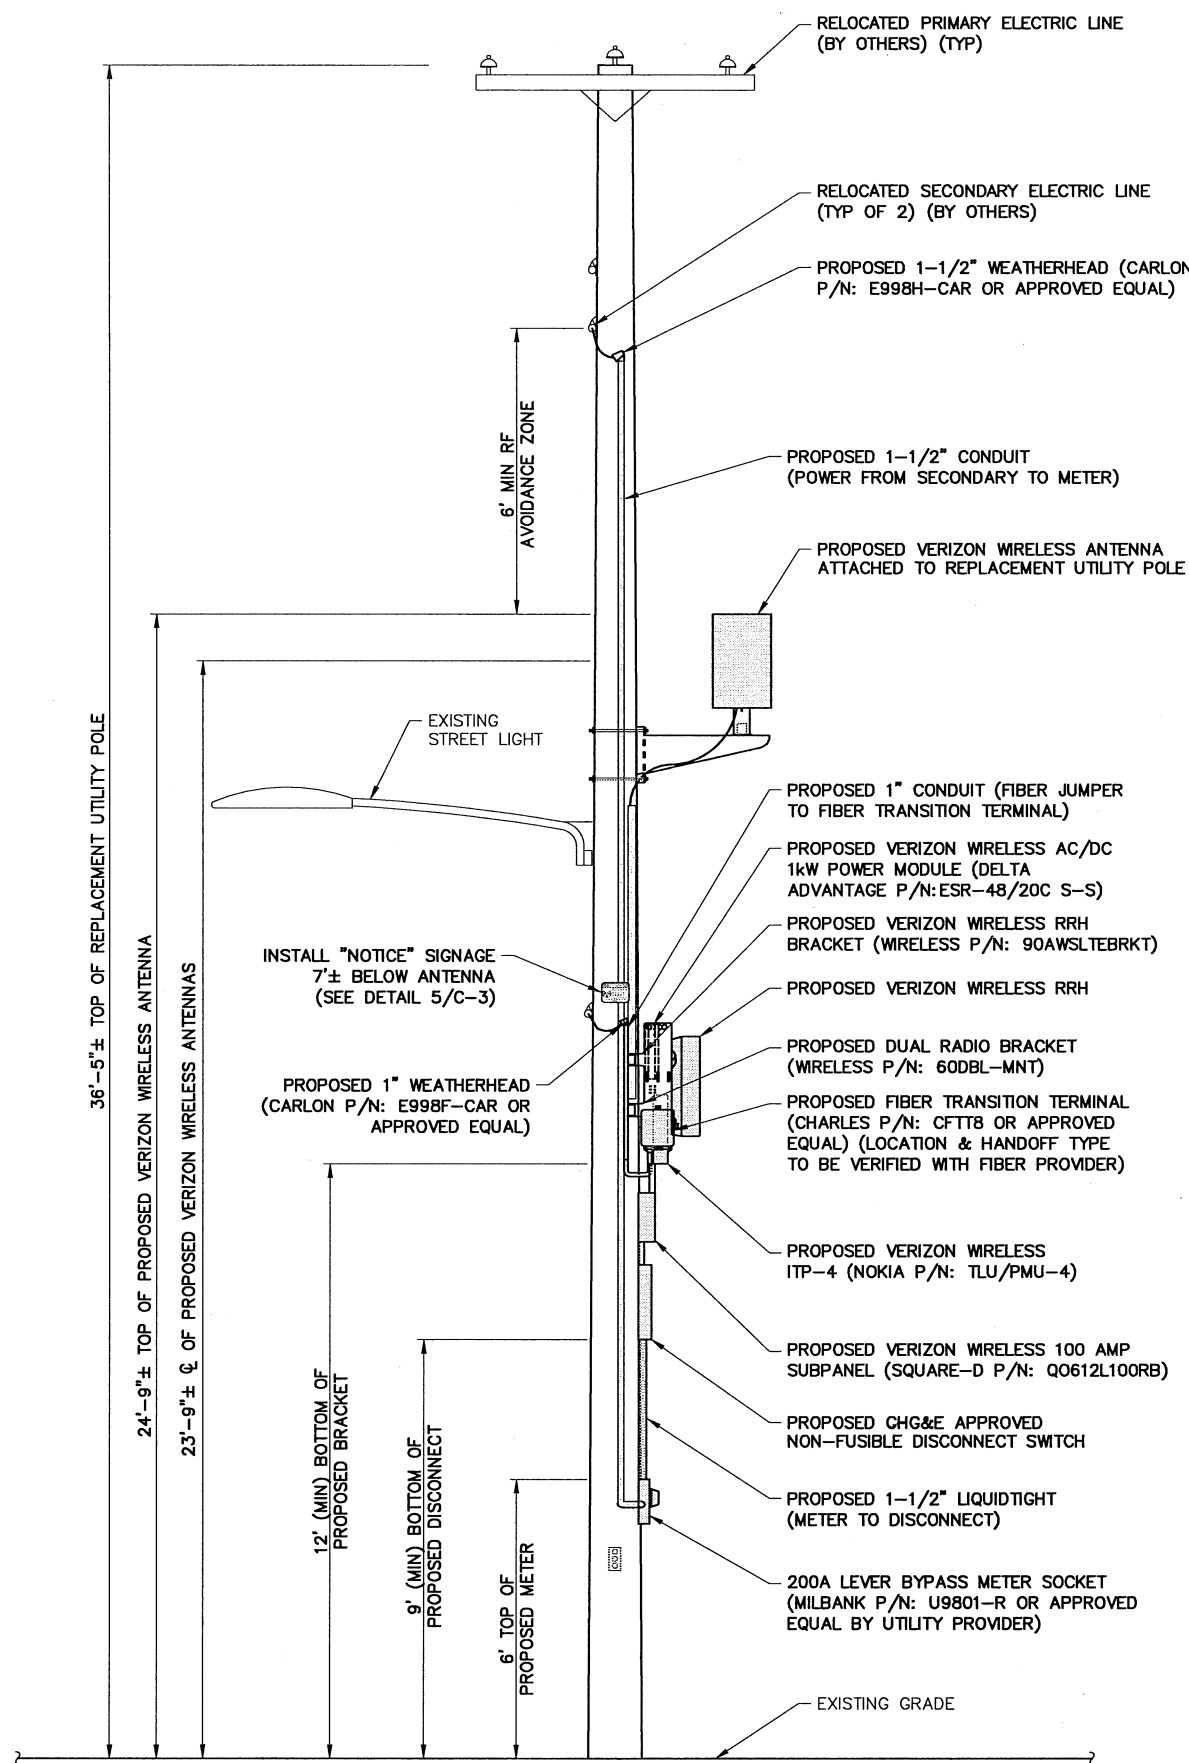 RELOCATED PRIMARY ELECTRIC LINE
(BY OTHERS) (TYP)
RELOCATED SECONDARY ELECTRIC LINE
(TYP OF 2) (BY OTHERS)
PROPOSED 1-1/2" WEATHERHEAD (CARLON
P/N: E998H-CAR OR APPROVED EQUAL)
6' MIN RF
AVOIDANCE ZONE
PROPOSED 1-1/2" CONDUIT
(POWER FROM SECONDARY TO METER)
PROPOSED VERIZON WIRELESS ANTENNA
ATTACHED TO REPLACEMENT UTILITY POLE
36'-5"± TOP OF REPLACEMENT UTILITY POLE
24'-9"± TOP OF PROPOSED VERIZON WIRELESS ANTENNA
23'-9"± ℄ OF PROPOSED VERIZON WIRELESS ANTENNAS
EXISTING
STREET LIGHT
PROPOSED 1" CONDUIT (FIBER JUMPER
TO FIBER TRANSITION TERMINAL)
PROPOSED VERIZON WIRELESS AC/DC
1kW POWER MODULE (DELTA
ADVANTAGE P/N:ESR-48/20C S-S)
PROPOSED VERIZON WIRELESS RRH
BRACKET (WIRELESS P/N: 90AWSLTEBRKT)
INSTALL "NOTICE" SIGNAGE
7'± BELOW ANTENNA
(SEE DETAIL 5/C-3)
PROPOSED VERIZON WIRELESS RRH
PROPOSED DUAL RADIO BRACKET
(WIRELESS P/N: 60DBL-MNT)
PROPOSED 1" WEATHERHEAD
(CARLON P/N: E998F-CAR OR
APPROVED EQUAL)
PROPOSED FIBER TRANSITION TERMINAL
(CHARLES P/N: CFTT8 OR APPROVED
EQUAL) (LOCATION & HANDOFF TYPE
TO BE VERIFIED WITH FIBER PROVIDER)
PROPOSED VERIZON WIRELESS
ITP-4 (NOKIA P/N: TLU/PMU-4)
PROPOSED VERIZON WIRELESS 100 AMP
SUBPANEL (SQUARE-D P/N: QO612L100RB)
PROPOSED CHG&E APPROVED
NON-FUSIBLE DISCONNECT SWITCH
12' (MIN) BOTTOM OF
PROPOSED BRACKET
9' (MIN) BOTTOM OF
PROPOSED DISCONNECT
6' TOP OF
PROPOSED METER
PROPOSED 1-1/2" LIQUIDTIGHT
(METER TO DISCONNECT)
200A LEVER BYPASS METER SOCKET
(MILBANK P/N: U9801-R OR APPROVED
EQUAL BY UTILITY PROVIDER)
EXISTING GRADE